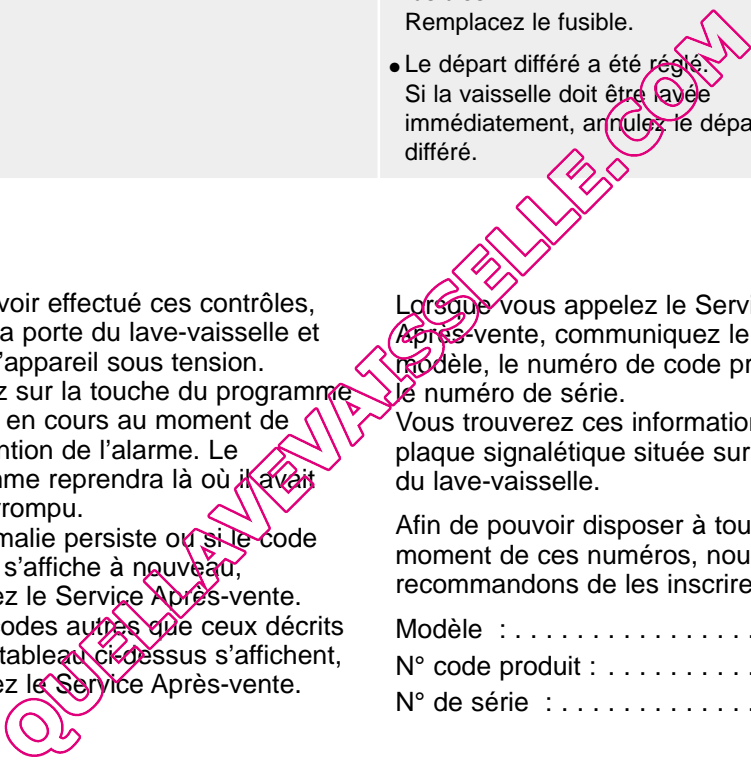 Remplacez le fusible.
● Le départ différé a été réglé.
Si la vaisselle doit être lavée
immédiatement, annulez le dépa
différé.
voir effectué ces contrôles,
a porte du lave-vaisselle et
'appareil sous tension.
z sur la touche du programme
en cours au moment de
ntion de l'alarme. Le
me reprendra là où il avait
rompu.
malie persiste ou si le code
s'affiche à nouveau,
ez le Service Après-vente.
odes autres que ceux décrits
tableau ci-dessus s'affichent,
ez le Service Après-vente.
Lorsque vous appelez le Servi
Après-vente, communiquez le
modèle, le numéro de code pr
le numéro de série.
Vous trouverez ces information
plaque signalétique située sur
du lave-vaisselle.
Afin de pouvoir disposer à tou
moment de ces numéros, nou
recommandons de les inscrire
Modèle : . . . . . . . . . . . . . . . .
N° code produit : . . . . . . . . . . .
N° de série : . . . . . . . . . . . . .
QUELLAVEVAISSELLE.COM